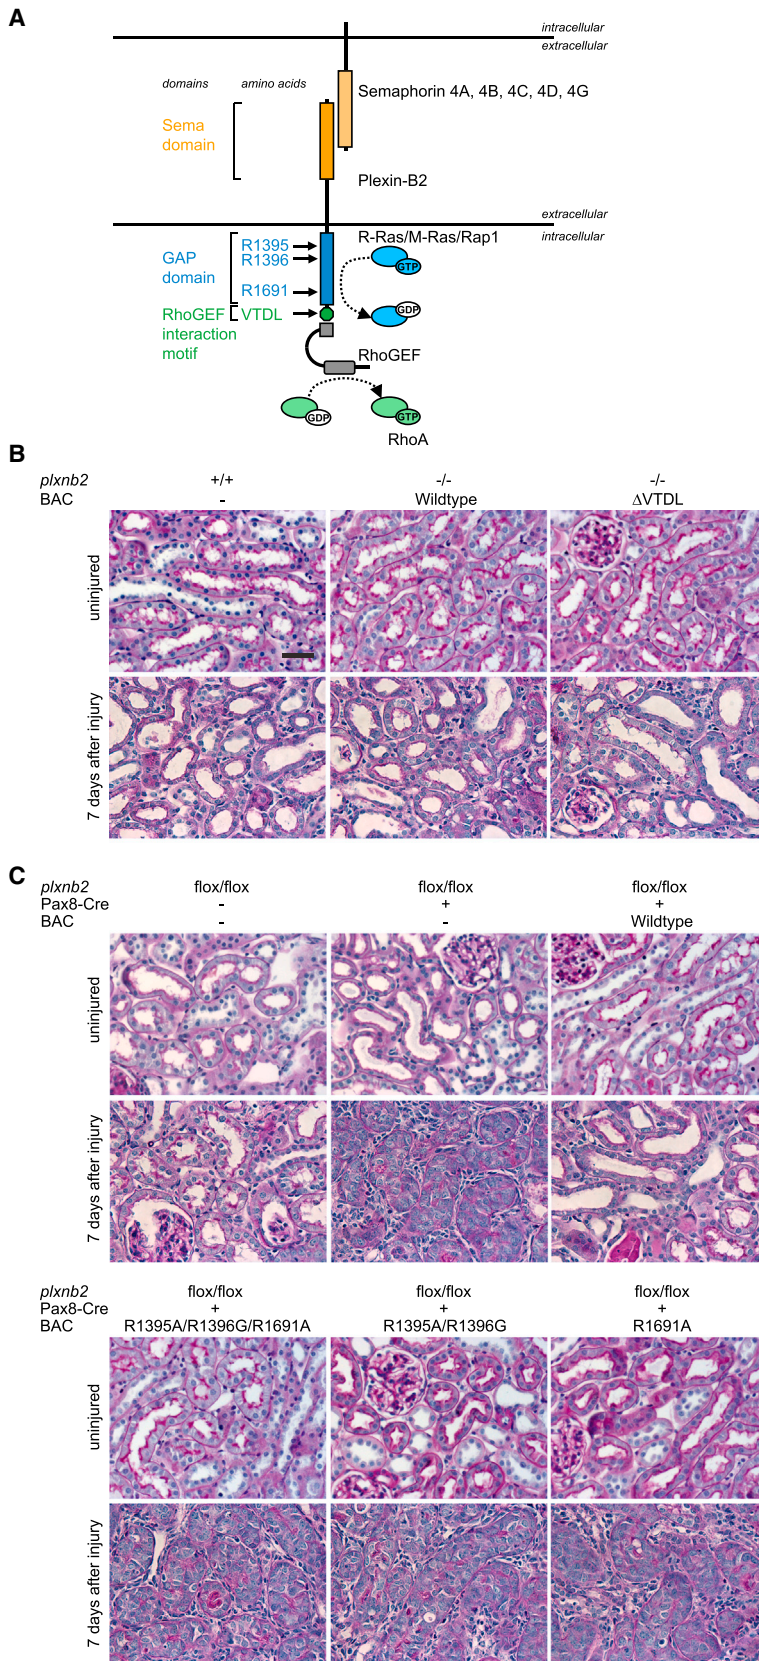 A
intracellular
extracellular
domains amino acids
Semaphorin 4A, 4B, 4C, 4D, 4G
Sema
domain
Plexin-B2
extracellular
intracellular
R-Ras/M-Ras/Rap1
GAP
domain
R1395
R1396
GTP
R1691
GDP
RhoGEF
interaction
motif
VTDL
RhoGEF
GDP
GTP
RhoA
B
plxnb2 +/+ -/- -/-
BAC - Wildtype ΔVTDL
uninjured
7 days after injury
C
plxnb2 flox/flox flox/flox flox/flox
Pax8-Cre - + +
BAC - - Wildtype
uninjured
7 days after injury
plxnb2 flox/flox flox/flox flox/flox
Pax8-Cre + + +
BAC R1395A/R1396G/R1691A R1395A/R1396G R1691A
uninjured
7 days after injury